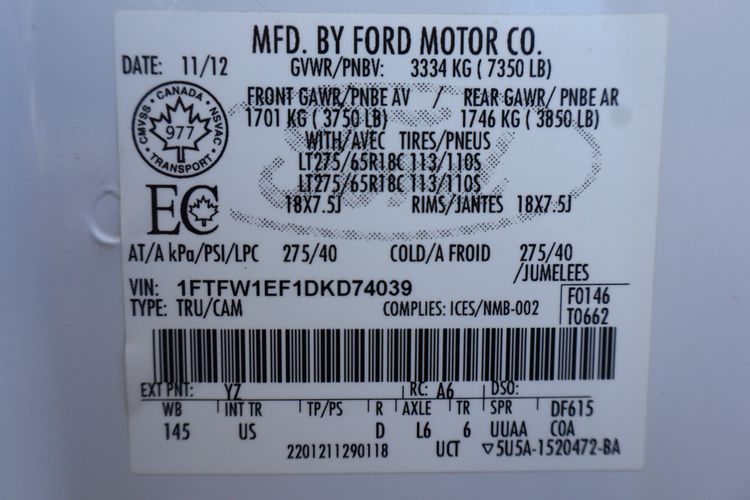 MFD. BY FORD MOTOR CO.
DATE: 11/12 GVWR/PNBV: 3334 KG ( 7350 LB)
FRONT GAWR/PNBE AV / REAR GAWR/ PNBE AR
1701 KG ( 3750 LB) 1746 KG ( 3850 LB)
WITH/AVEC TIRES/PNEUS
LT275/65R18C 113/110S
LT275/65R18C 113/110S
18X7.5J RIMS/JANTES 18X7.5J
CANADA
CMVSS 977 NSVAC
TRANSPORT
EC
AT/A kPa/PSI/LPC 275/40 COLD/A FROID 275/40
/JUMELEES
VIN: 1FTFW1EF1DKD74039
TYPE: TRU/CAM COMPLIES: ICES/NMB-002
F0146
T0662
EXT PNT: YZ RC: A6 DSO:
WB INT TR TP/PS R AXLE TR SPR DF615
145 US D L6 6 UUAA COA
2201211290118 UCT ▽5U5A-1520472-BA